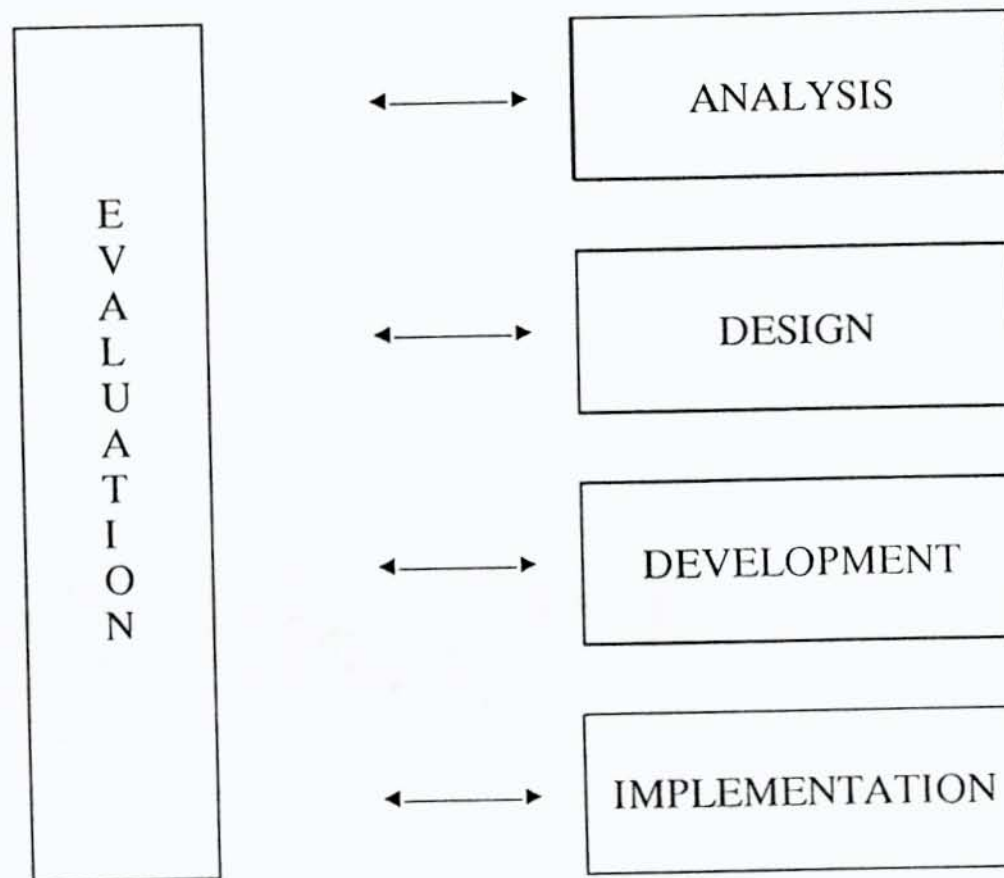 EVALUATION
ANALYSIS
DESIGN
DEVELOPMENT
IMPLEMENTATION